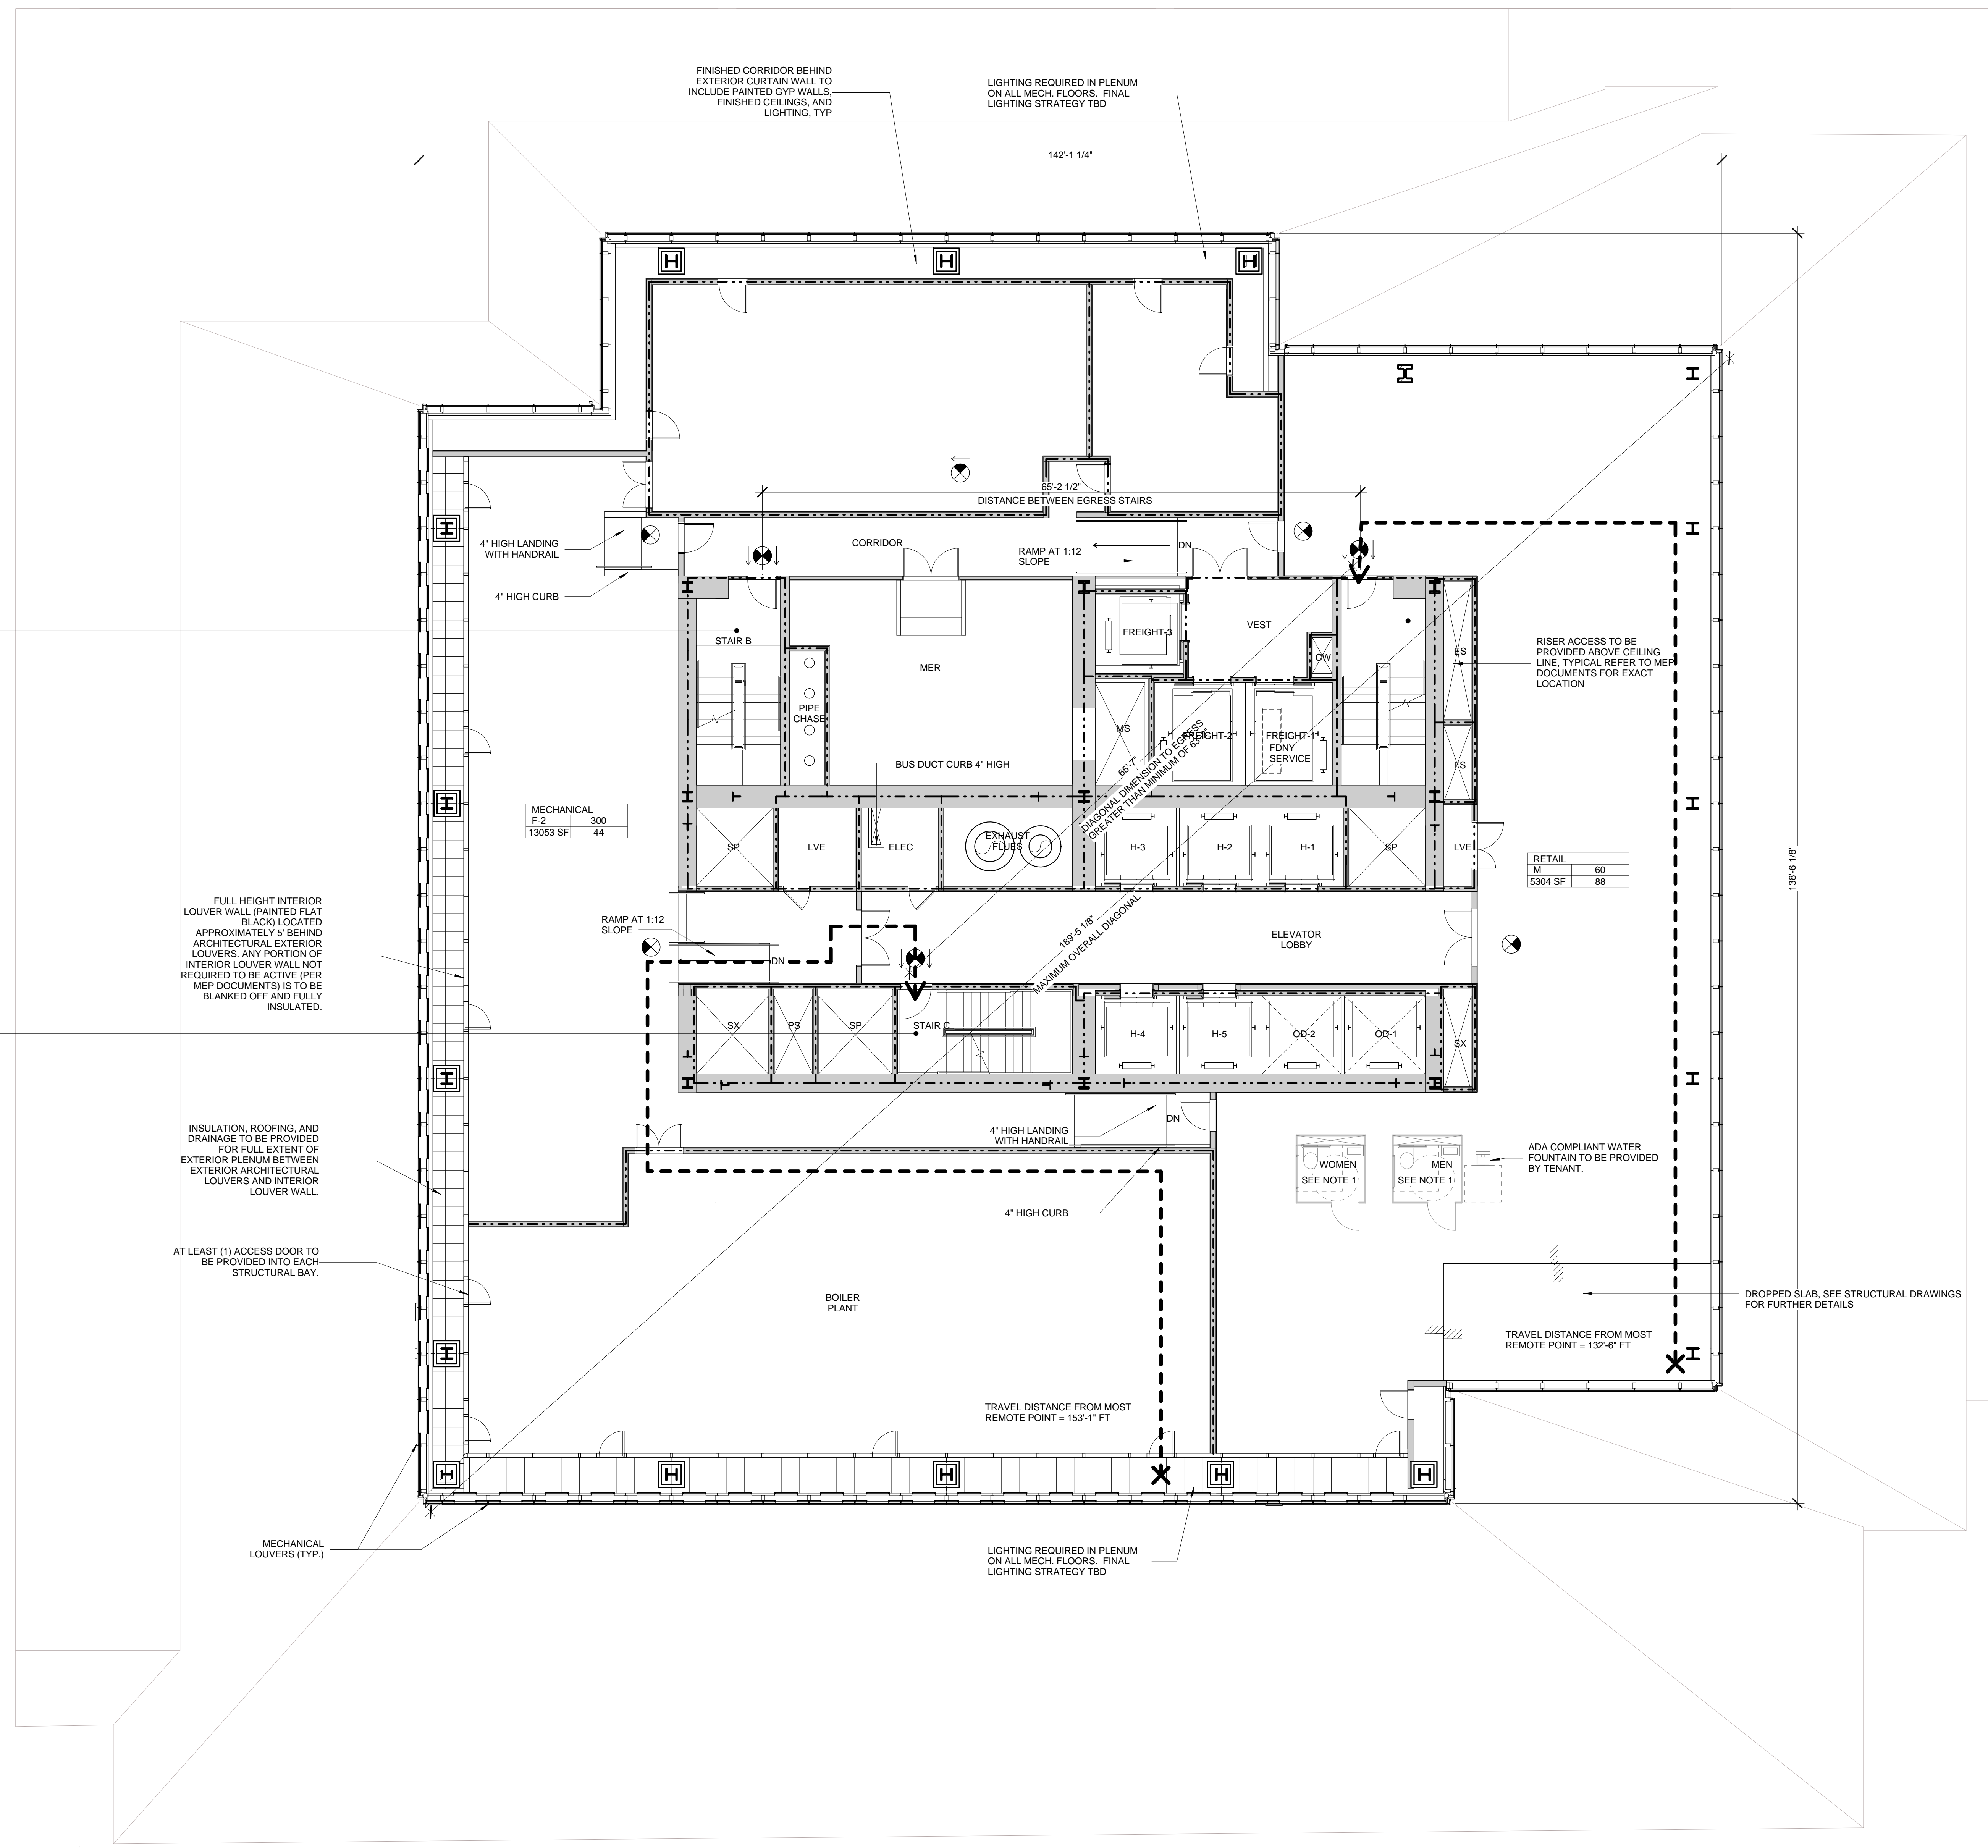 FINISHED CORRIDOR BEHIND
EXTERIOR CURTAIN WALL TO
INCLUDE PAINTED GYP WALLS,
FINISHED CEILINGS, AND
LIGHTING, TYP
LIGHTING REQUIRED IN PLENUM
ON ALL MECH. FLOORS. FINAL
LIGHTING STRATEGY TBD
142'-1 1/4"
65'-2 1/2"
DISTANCE BETWEEN EGRESS STAIRS
4" HIGH LANDING
WITH HANDRAIL
CORRIDOR
RAMP AT 1:12
SLOPE
DN
4" HIGH CURB
STAIR B
MER
FREIGHT-3
VEST
CW
ES
RISER ACCESS TO BE
PROVIDED ABOVE CEILING
LINE, TYPICAL REFER TO MEP
DOCUMENTS FOR EXACT
LOCATION
PIPE
CHASE
MS
FREIGHT-2
FREIGHT-1
FDNY
SERVICE
FS
BUS DUCT CURB 4" HIGH
65'-7"
DIAGONAL DIMENSION TO EGRESS
GREATER THAN MINIMUM OF 63'
MECHANICAL
F-2 300
13053 SF 44
SP
LVE
ELEC
EXHAUST
FLUES
H-3
H-2
H-1
SP
LVE
RETAIL
M 60
5304 SF 88
138'-6 1/8"
FULL HEIGHT INTERIOR
LOUVER WALL (PAINTED FLAT
BLACK) LOCATED
APPROXIMATELY 5' BEHIND
ARCHITECTURAL EXTERIOR
LOUVERS. ANY PORTION OF
INTERIOR LOUVER WALL NOT
REQUIRED TO BE ACTIVE (PER
MEP DOCUMENTS) IS TO BE
BLANKED OFF AND FULLY
INSULATED.
RAMP AT 1:12
SLOPE
DN
189'-5 1/8"
MAXIMUM OVERALL DIAGONAL
ELEVATOR
LOBBY
SX
PS
SP
STAIR C
H-4
H-5
OD-2
OD-1
SX
INSULATION, ROOFING, AND
DRAINAGE TO BE PROVIDED
FOR FULL EXTENT OF
EXTERIOR PLENUM BETWEEN
EXTERIOR ARCHITECTURAL
LOUVERS AND INTERIOR
LOUVER WALL.
4" HIGH LANDING
WITH HANDRAIL
DN
WOMEN
SEE NOTE 1
MEN
SEE NOTE 1
ADA COMPLIANT WATER
FOUNTAIN TO BE PROVIDED
BY TENANT.
4" HIGH CURB
AT LEAST (1) ACCESS DOOR TO
BE PROVIDED INTO EACH
STRUCTURAL BAY.
BOILER
PLANT
DROPPED SLAB, SEE STRUCTURAL DRAWINGS
FOR FURTHER DETAILS
TRAVEL DISTANCE FROM MOST
REMOTE POINT = 132'-6" FT
TRAVEL DISTANCE FROM MOST
REMOTE POINT = 153'-1" FT
MECHANICAL
LOUVERS (TYP.)
LIGHTING REQUIRED IN PLENUM
ON ALL MECH. FLOORS. FINAL
LIGHTING STRATEGY TBD